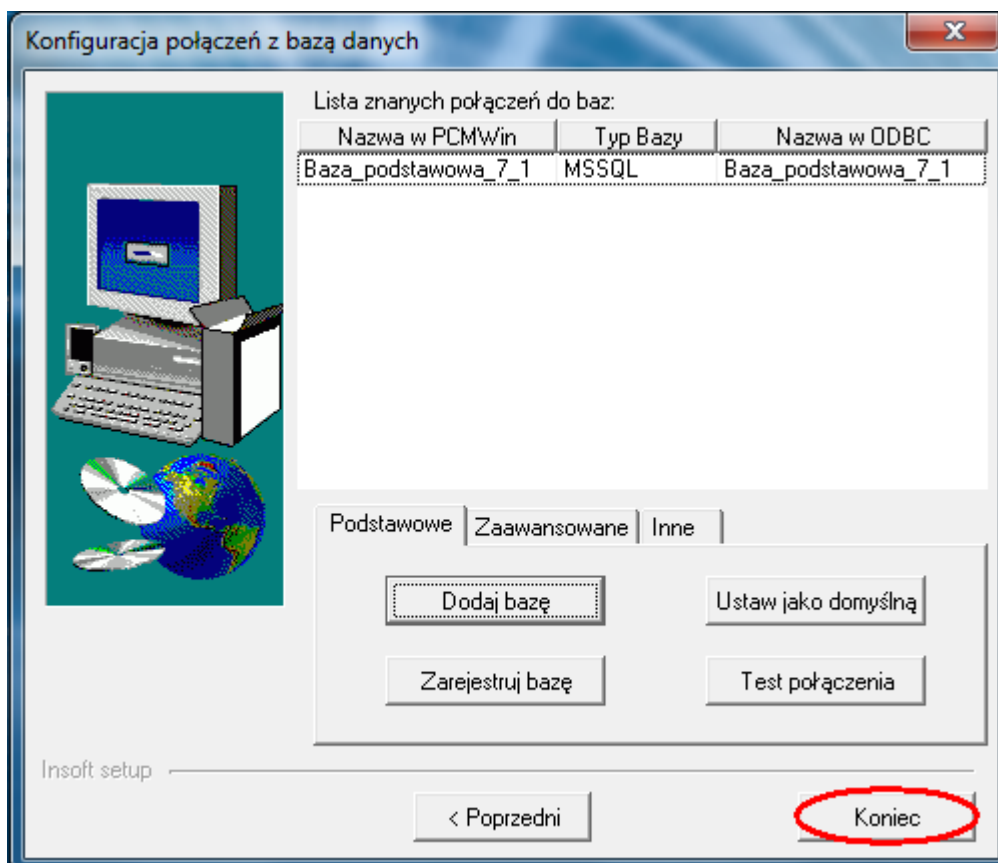 Konfiguracja połączeń z bazą danych
Lista znanych połączeń do baz:
Nazwa w PCMWin Typ Bazy Nazwa w ODBC
Baza_podstawowa_7_1 MSSQL Baza_podstawowa_7_1
Podstawowe Zaawansowane Inne
Dodaj bazę Ustaw jako domyślną
Zarejestruj bazę Test połączenia
Insoft setup
< Poprzedni Koniec